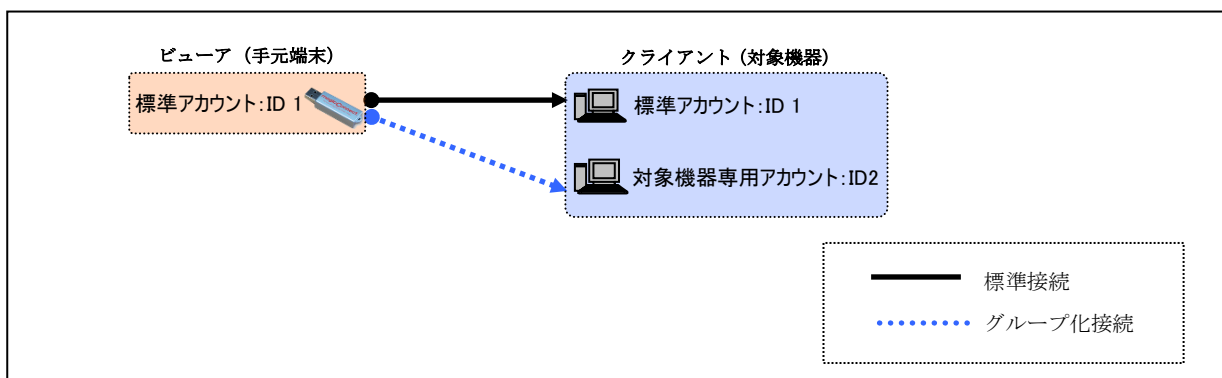 ビューア（手元端末）
クライアント（対象機器）
標準アカウント：ID 1
標準アカウント：ID 1
対象機器専用アカウント：ID2
標準接続
グループ化接続